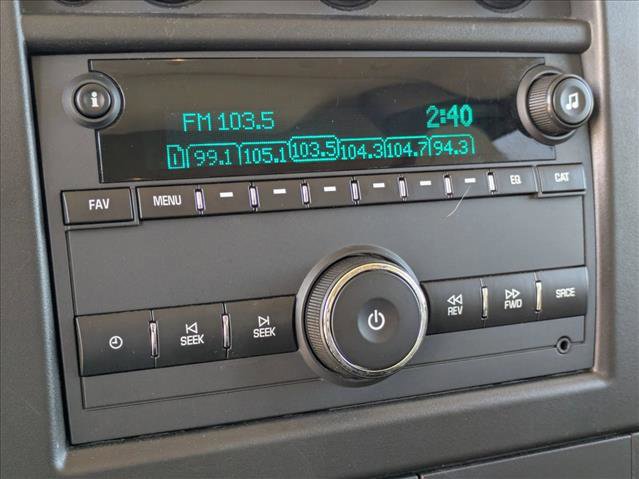 FM 103.5 2:40
1 99.1 105.1 103.5 104.3 104.7 94.3
FAV MENU EQ CAT
SEEK SEEK REV FWD SRCE